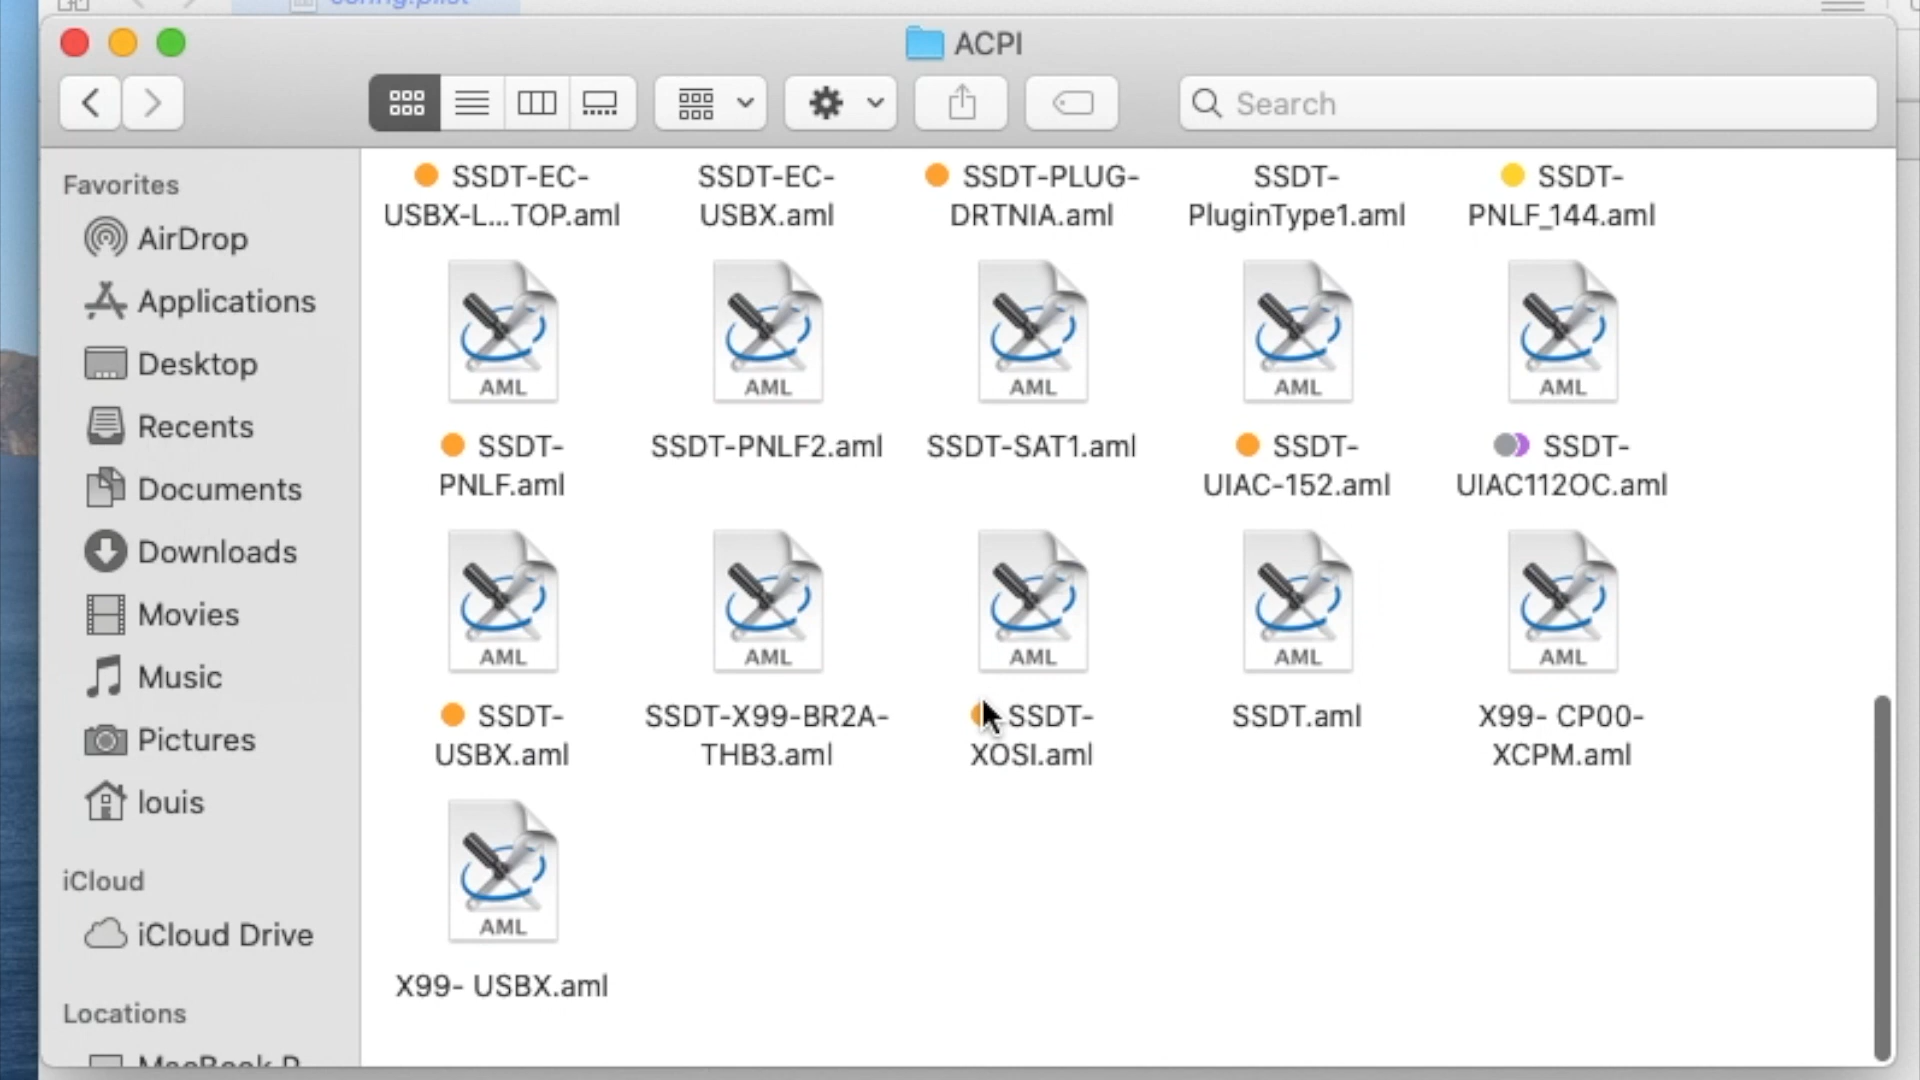 config.plist
ACPI
Search
Favorites
AirDrop
Applications
Desktop
Recents
Documents
Downloads
Movies
Music
Pictures
louis
iCloud
iCloud Drive
Locations
MacBook P
SSDT-EC-
USBX-L...TOP.aml
SSDT-EC-
USBX.aml
SSDT-PLUG-
DRTNIA.aml
SSDT-
PluginType1.aml
SSDT-
PNLF_144.aml
AML
AML
AML
AML
AML
SSDT-
PNLF.aml
SSDT-PNLF2.aml
SSDT-SAT1.aml
SSDT-
UIAC-152.aml
SSDT-
UIAC112OC.aml
AML
AML
AML
AML
AML
SSDT-
USBX.aml
SSDT-X99-BR2A-
THB3.aml
SSDT-
XOSI.aml
SSDT.aml
X99- CP00-
XCPM.aml
AML
X99- USBX.aml